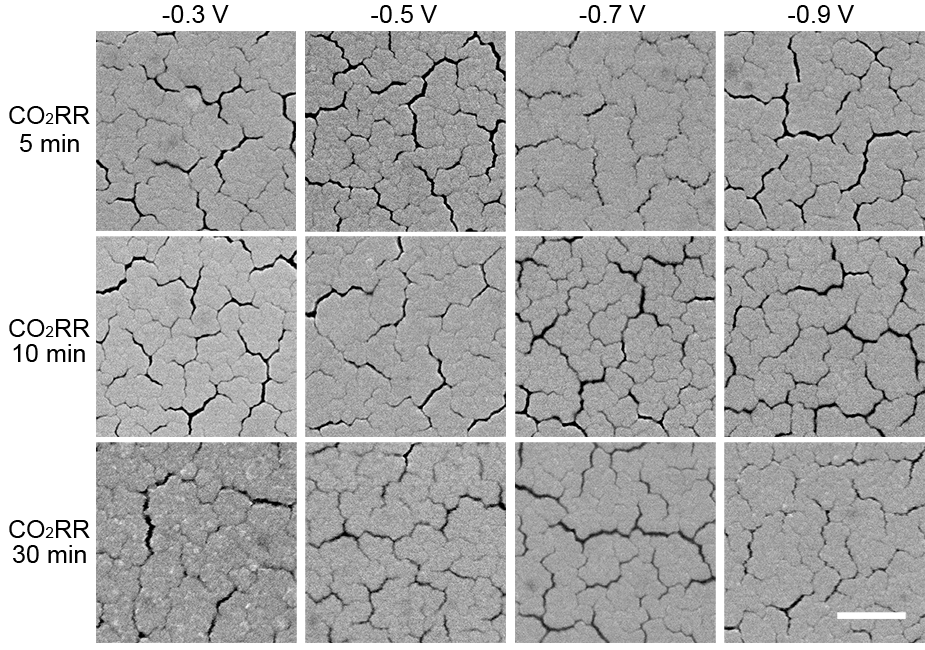 -0.3 V -0.5 V -0.7 V -0.9 V
CO₂RR
5 min
CO₂RR
10 min
CO₂RR
30 min